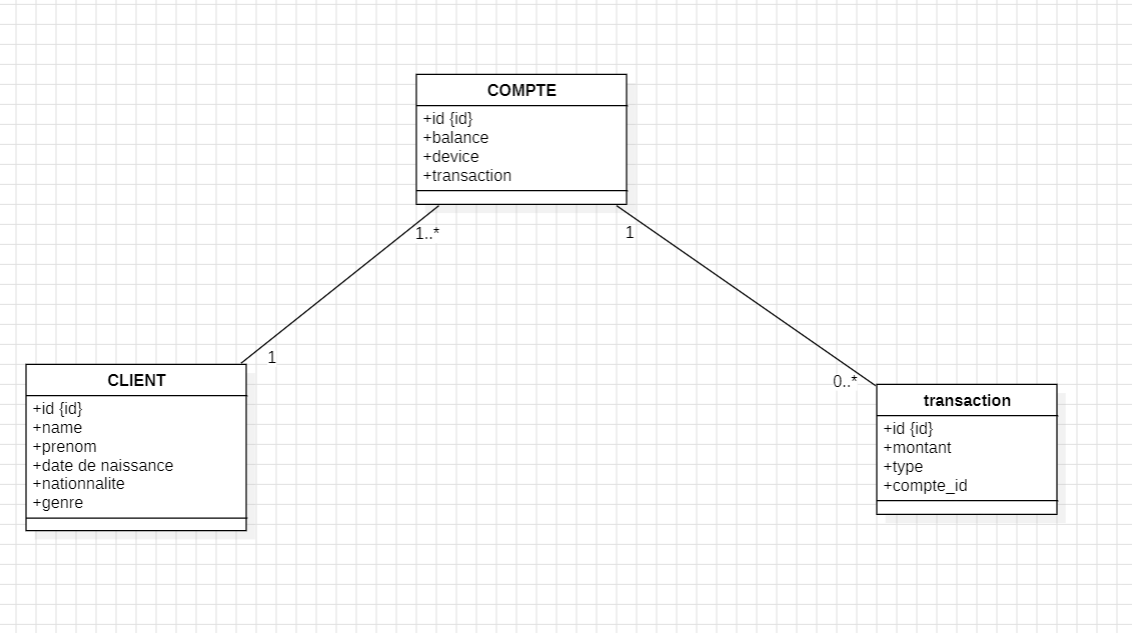 COMPTE
+id {id}
+balance
+device
+transaction
1..*
1
1
0..*
CLIENT
+id {id}
+name
+prenom
+date de naissance
+nationnalite
+genre
transaction
+id {id}
+montant
+type
+compte_id